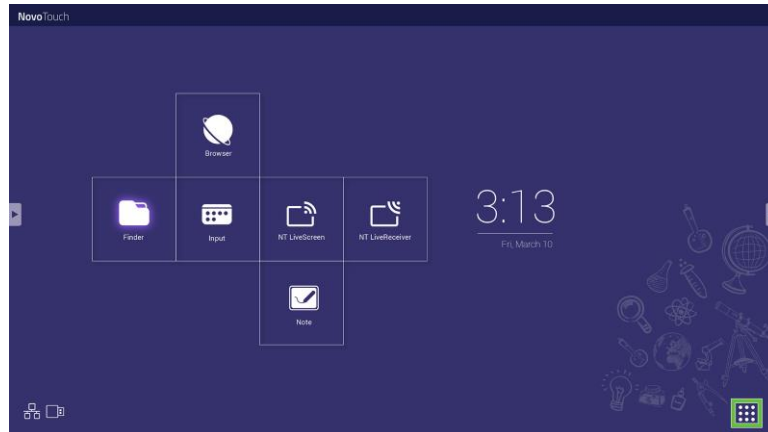 NovoTouch
Browser
3:13
Fri, March 10
Finder
Input
NT LiveScreen
NT LiveReceiver
Note